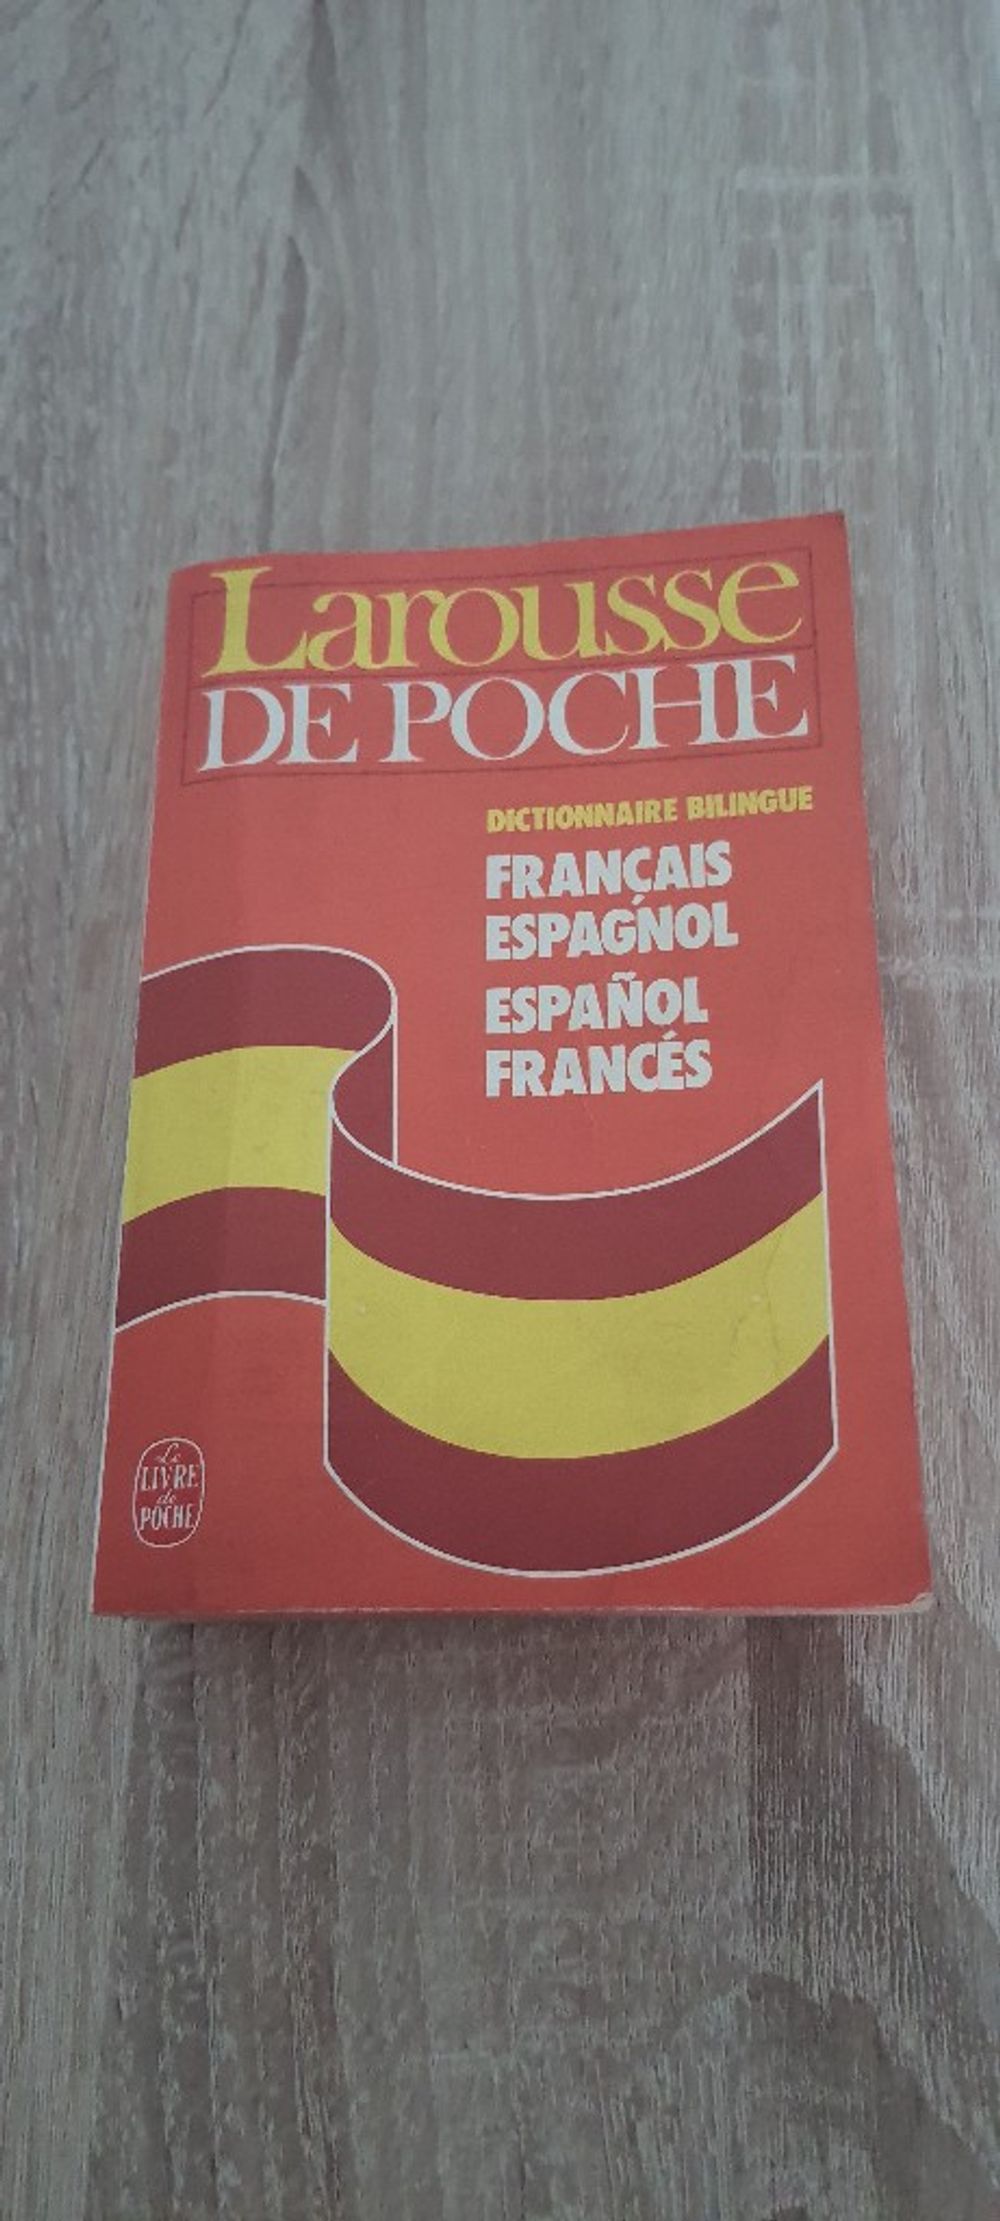 Larousse
DE POCHE
DICTIONNAIRE BILINGUE
FRANÇAIS
ESPAGNOL
ESPAÑOL
FRANCÉS
Le
LIVRE
de
POCHE